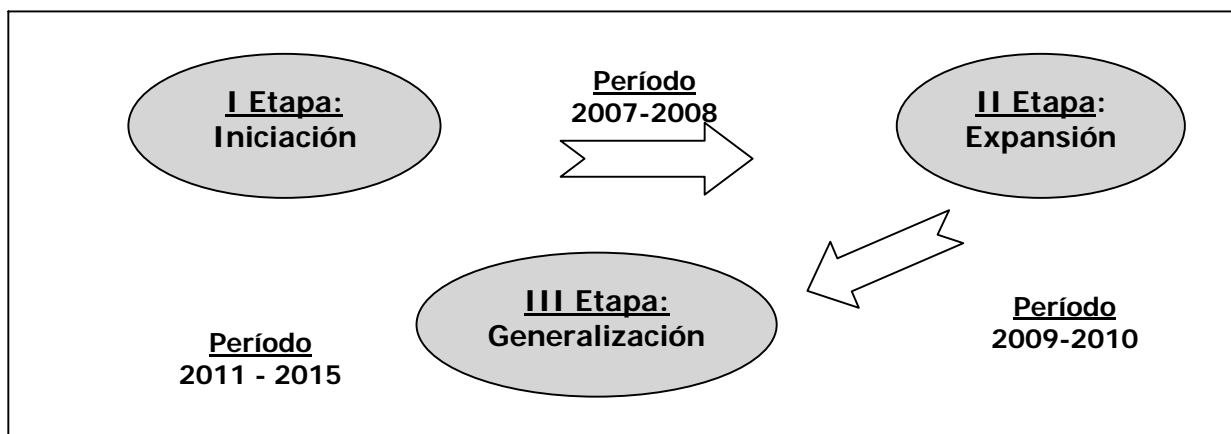 I Etapa:
Iniciación
Período
2007-2008
II Etapa:
Expansión
III Etapa:
Generalización
Período
2009-2010
Período
2011 - 2015